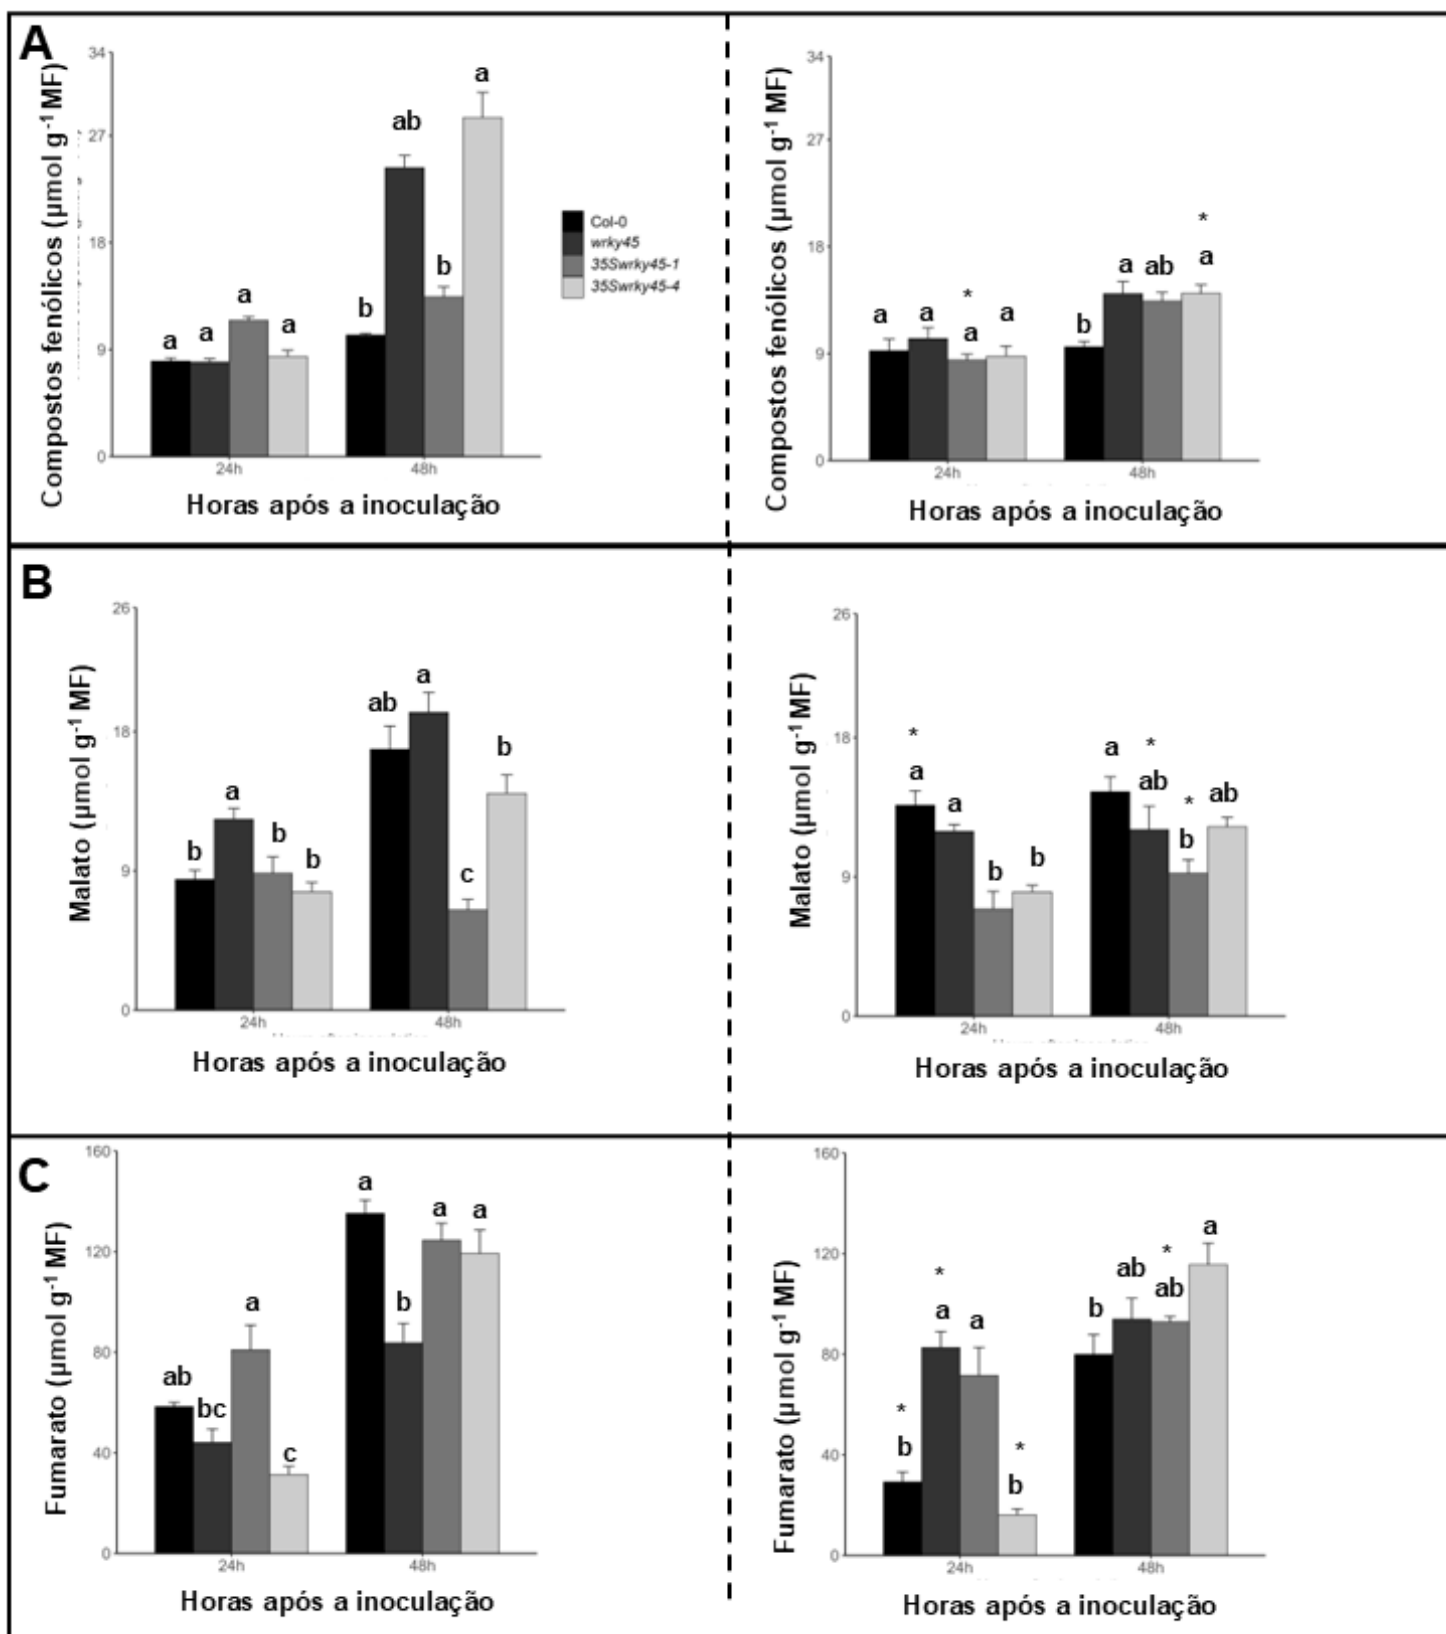 A
Compostos fenólicos (µmol g-1 MF)
34
27
18
9
0
a
a
a
a
b
ab
b
a
24h
48h
Horas após a inoculação
Col-0
wrky45
35Swrky45-1
35Swrky45-4
Compostos fenólicos (µmol g-1 MF)
34
27
18
9
0
a
a
*
a
a
b
a
ab
*
a
24h
48h
Horas após a inoculação
B
Malato (µmol g-1 MF)
26
18
9
0
b
a
b
b
ab
a
c
b
24h
48h
Horas após a inoculação
Malato (µmol g-1 MF)
26
18
9
0
*
a
a
b
b
a
*
ab
*
b
ab
24h
48h
Horas após a inoculação
C
Fumarato (µmol g-1 MF)
160
120
80
40
0
ab
bc
a
c
a
b
a
a
24h
48h
Horas após a inoculação
Fumarato (µmol g-1 MF)
160
120
80
40
0
*
b
*
a
a
*
b
b
ab
*
ab
a
24h
48h
Horas após a inoculação